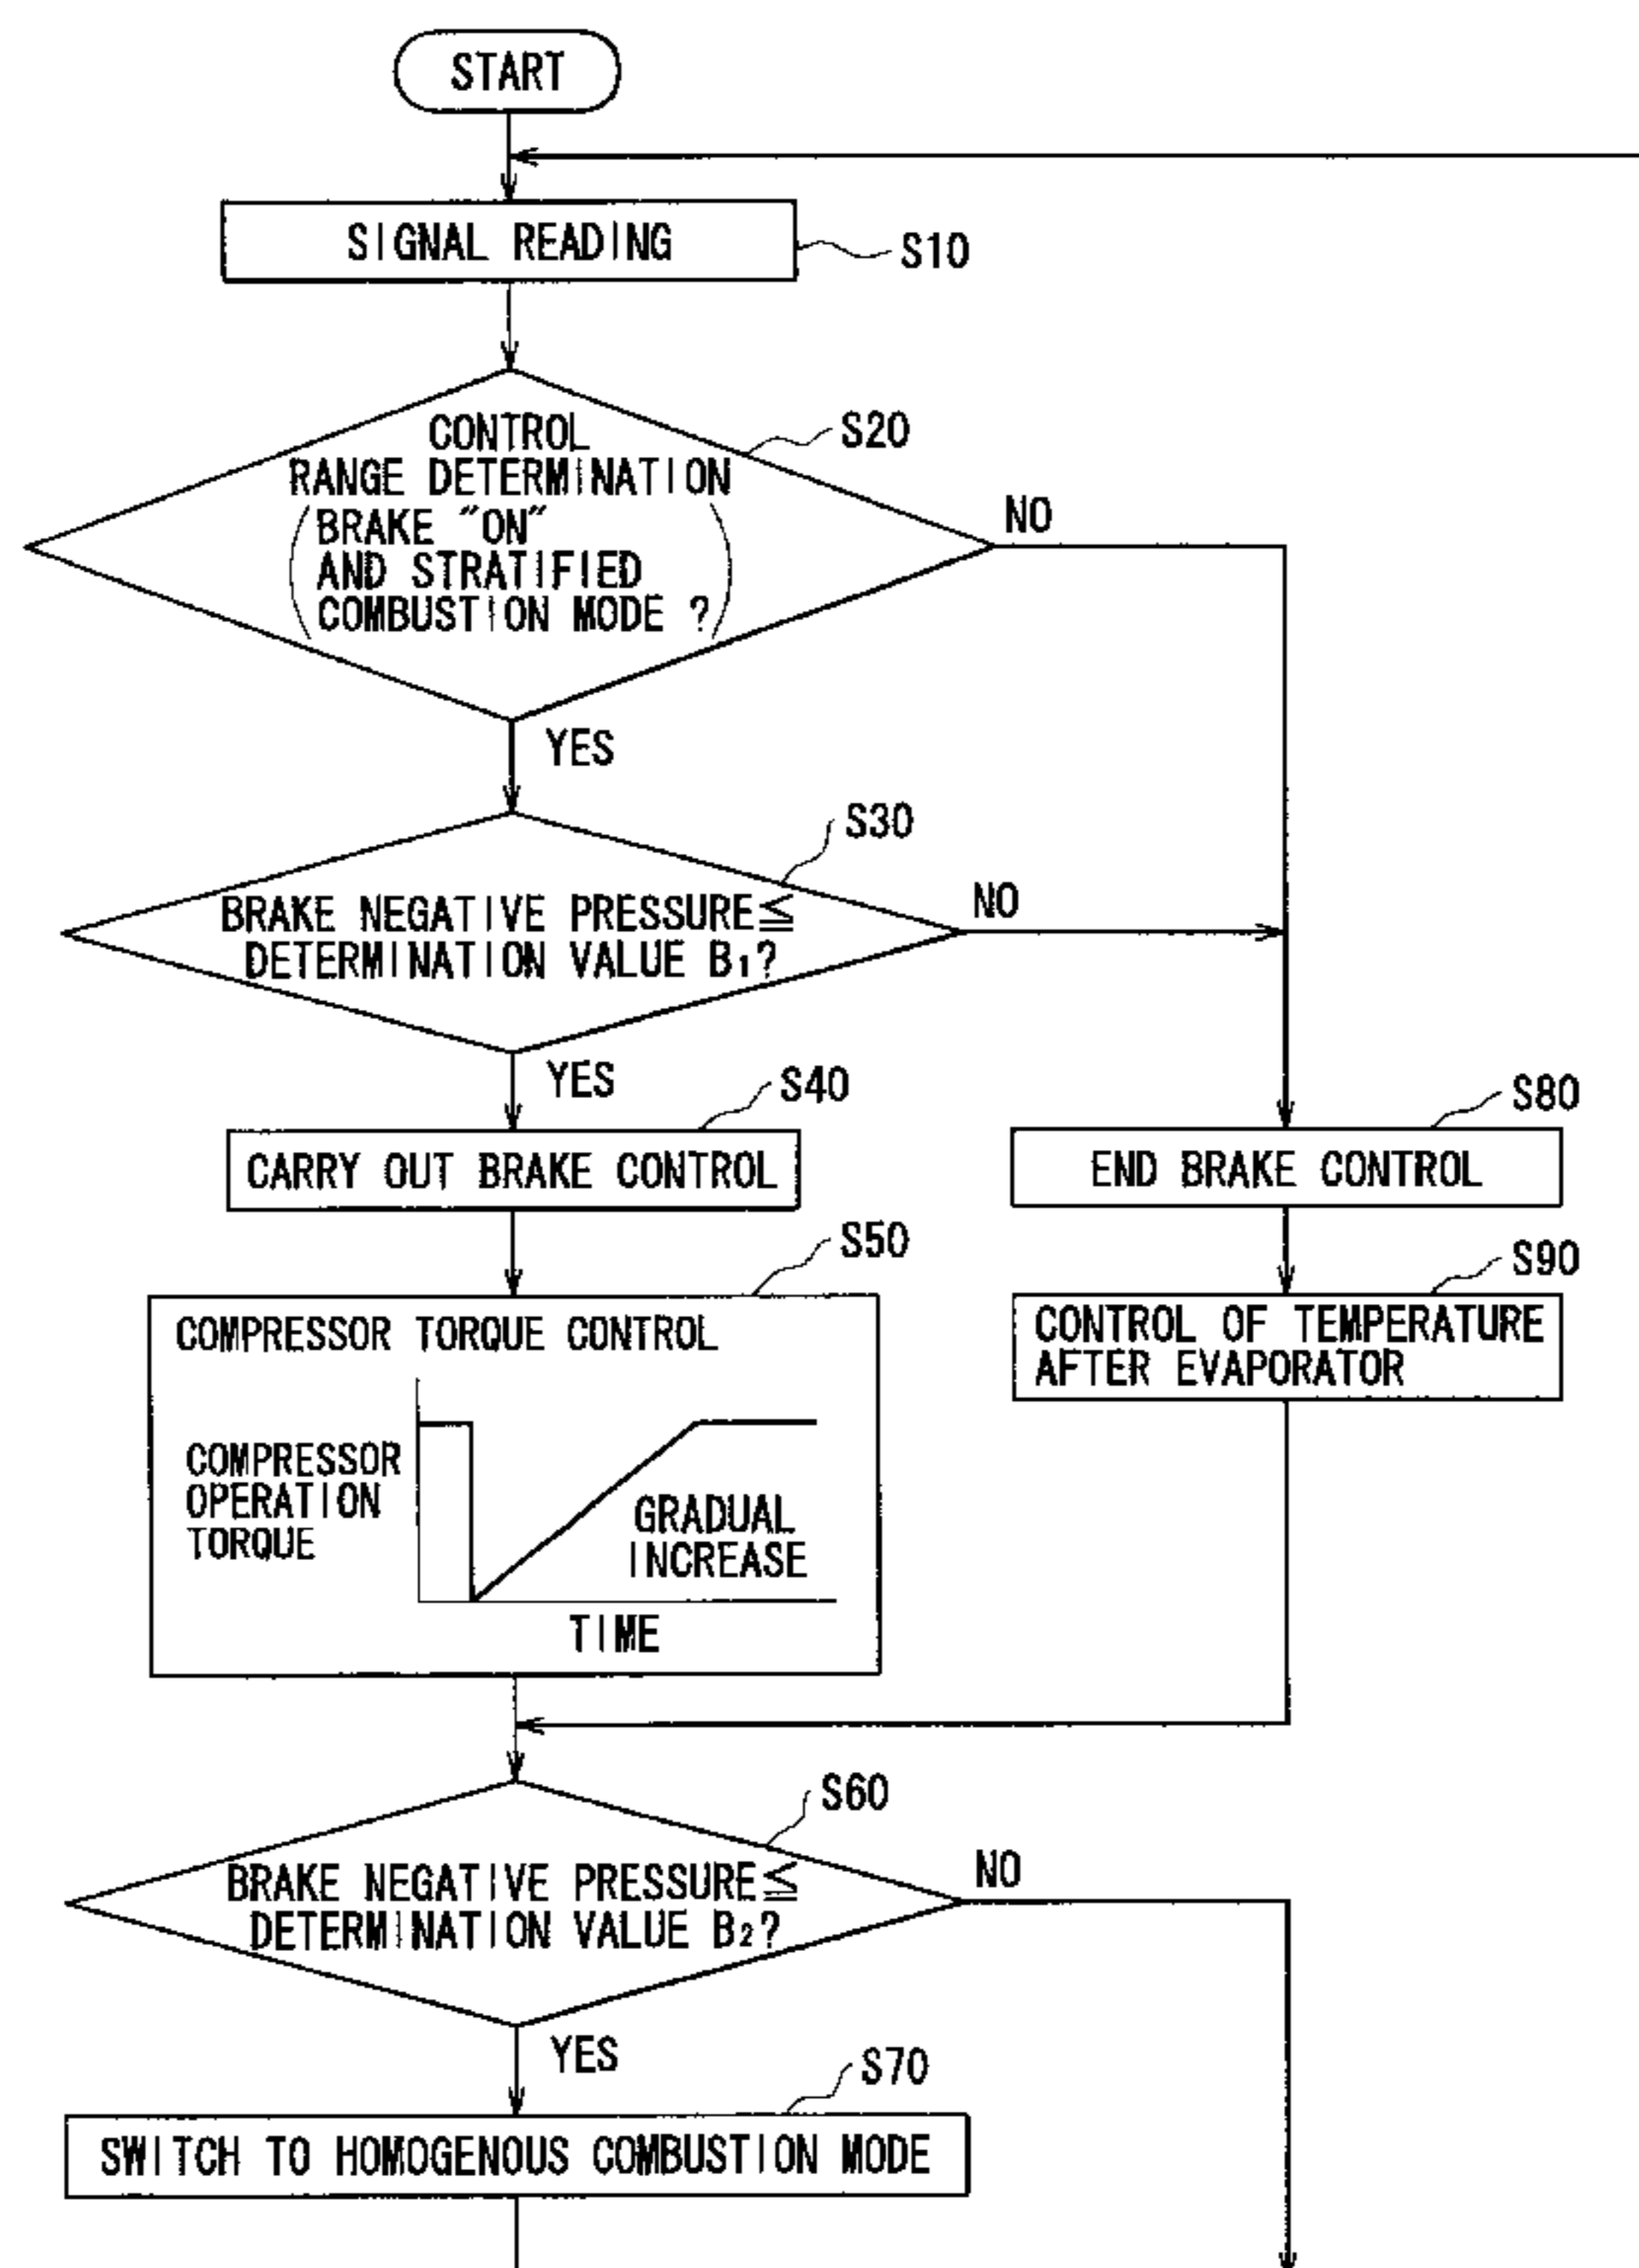 START
SIGNAL READING
S10
CONTROL
RANGE DETERMINATION
BRAKE "ON"
AND STRATIFIED
COMBUSTION MODE ?
S20
NO
YES
BRAKE NEGATIVE PRESSURE≦
DETERMINATION VALUE B₁?
S30
NO
YES
CARRY OUT BRAKE CONTROL
S40
END BRAKE CONTROL
S80
COMPRESSOR TORQUE CONTROL
S50
COMPRESSOR
OPERATION
TORQUE
GRADUAL
INCREASE
TIME
CONTROL OF TEMPERATURE
AFTER EVAPORATOR
S90
BRAKE NEGATIVE PRESSURE≦
DETERMINATION VALUE B₂?
S60
NO
YES
SWITCH TO HOMOGENOUS COMBUSTION MODE
S70